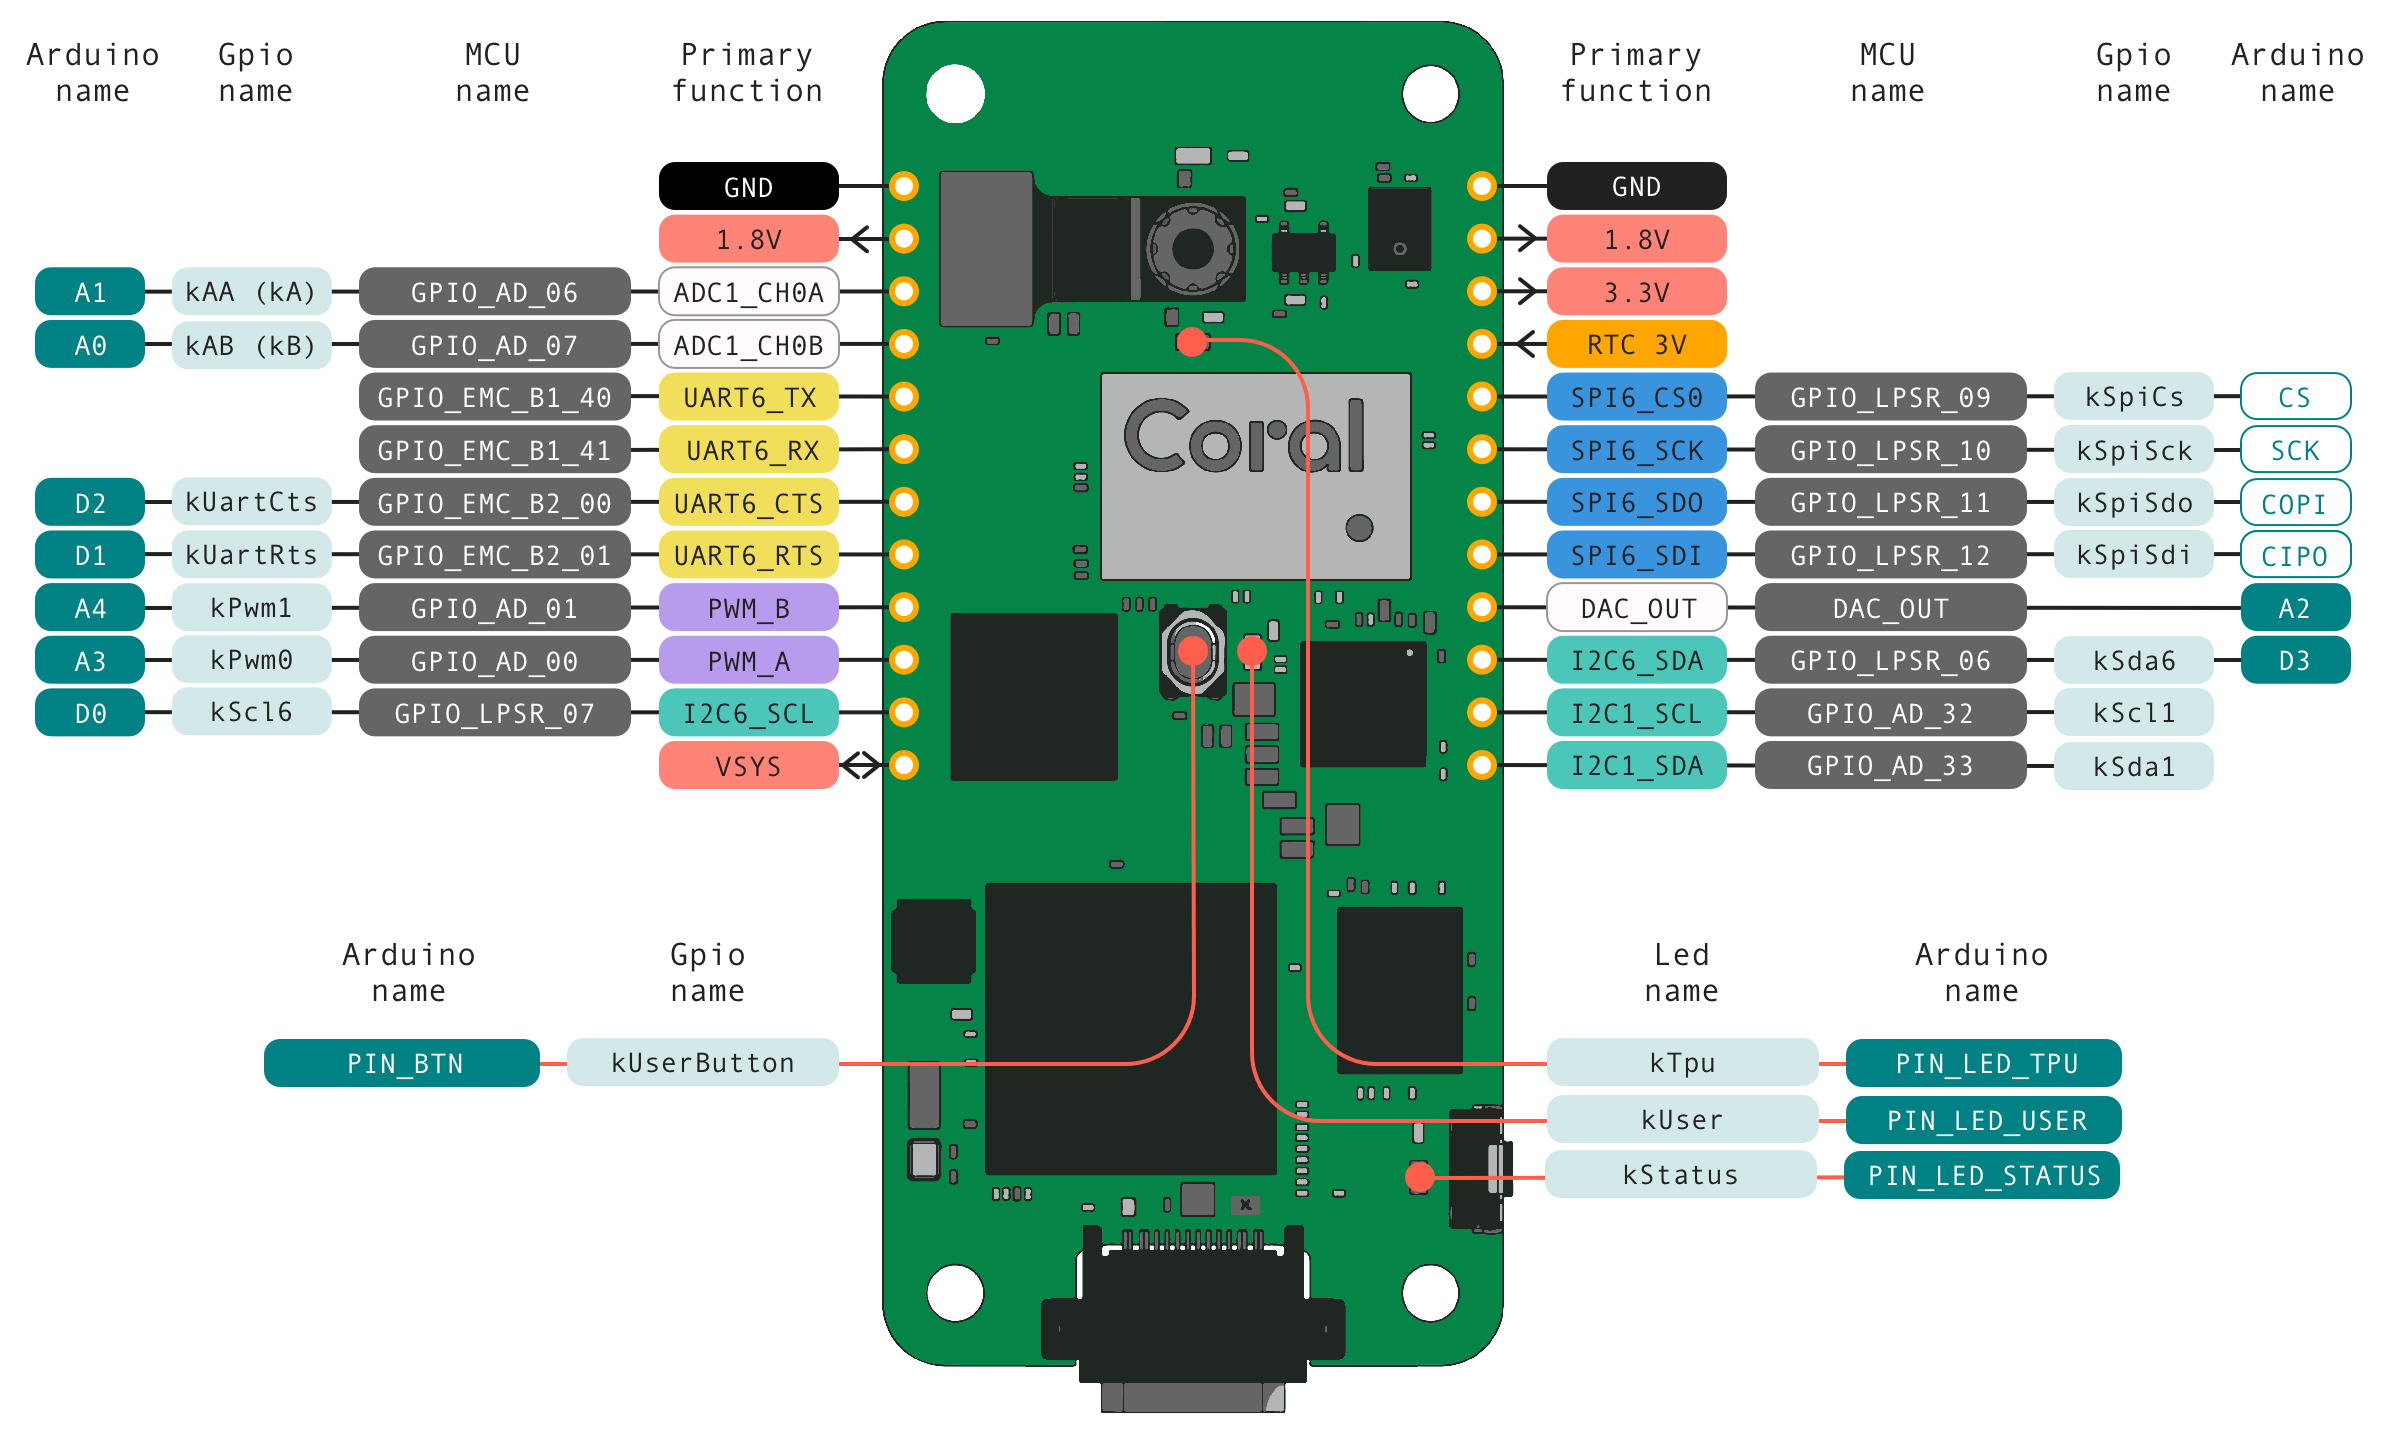 Arduino name
Gpio name
MCU name
Primary function
Primary function
MCU name
Gpio name
Arduino name
GND
GND
1.8V
1.8V
A1 kAA (kA) GPIO_AD_06 ADC1_CH0A
3.3V
A0 kAB (kB) GPIO_AD_07 ADC1_CH0B
RTC 3V
GPIO_EMC_B1_40 UART6_TX
SPI6_CS0 GPIO_LPSR_09 kSpiCs CS
GPIO_EMC_B1_41 UART6_RX
SPI6_SCK GPIO_LPSR_10 kSpiSck SCK
D2 kUartCts GPIO_EMC_B2_00 UART6_CTS
SPI6_SDO GPIO_LPSR_11 kSpiSdo COPI
D1 kUartRts GPIO_EMC_B2_01 UART6_RTS
SPI6_SDI GPIO_LPSR_12 kSpiSdi CIPO
A4 kPwm1 GPIO_AD_01 PWM_B
DAC_OUT DAC_OUT A2
A3 kPwm0 GPIO_AD_00 PWM_A
I2C6_SDA GPIO_LPSR_06 kSda6 D3
D0 kScl6 GPIO_LPSR_07 I2C6_SCL
I2C1_SCL GPIO_AD_32 kScl1
VSYS
I2C1_SDA GPIO_AD_33 kSda1
Coral
Arduino name
Gpio name
Led name
Arduino name
PIN_BTN kUserButton
kTpu PIN_LED_TPU
kUser PIN_LED_USER
kStatus PIN_LED_STATUS
x